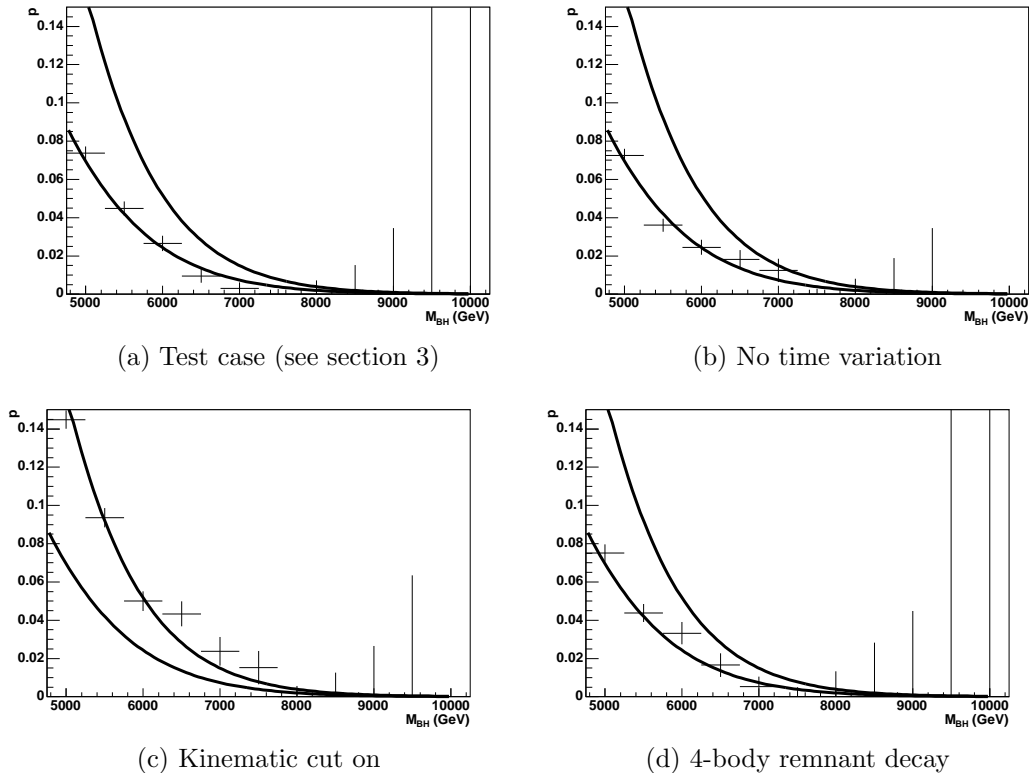 p
0.14
0.12
0.1
0.08
0.06
0.04
0.02
0
5000 6000 7000 8000 9000 10000
M_BH (GeV)
(a) Test case (see section 3)
p
0.14
0.12
0.1
0.08
0.06
0.04
0.02
0
5000 6000 7000 8000 9000 10000
M_BH (GeV)
(b) No time variation
p
0.14
0.12
0.1
0.08
0.06
0.04
0.02
0
5000 6000 7000 8000 9000 10000
M_BH (GeV)
(c) Kinematic cut on
p
0.14
0.12
0.1
0.08
0.06
0.04
0.02
0
5000 6000 7000 8000 9000 10000
M_BH (GeV)
(d) 4-body remnant decay